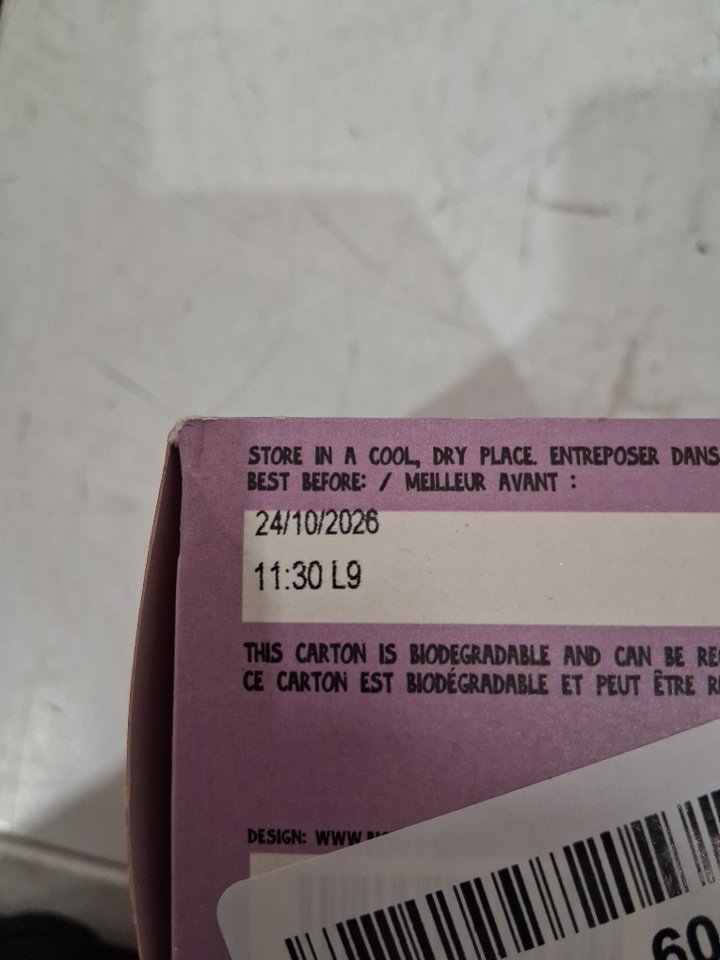 STORE IN A COOL, DRY PLACE. ENTREPOSER DANS
BEST BEFORE: / MEILLEUR AVANT :
24/10/2026
11:30 L9
THIS CARTON IS BIODEGRADABLE AND CAN BE
CE CARTON EST BIODÉGRADABLE ET PEUT ÊTRE
DESIGN:
60